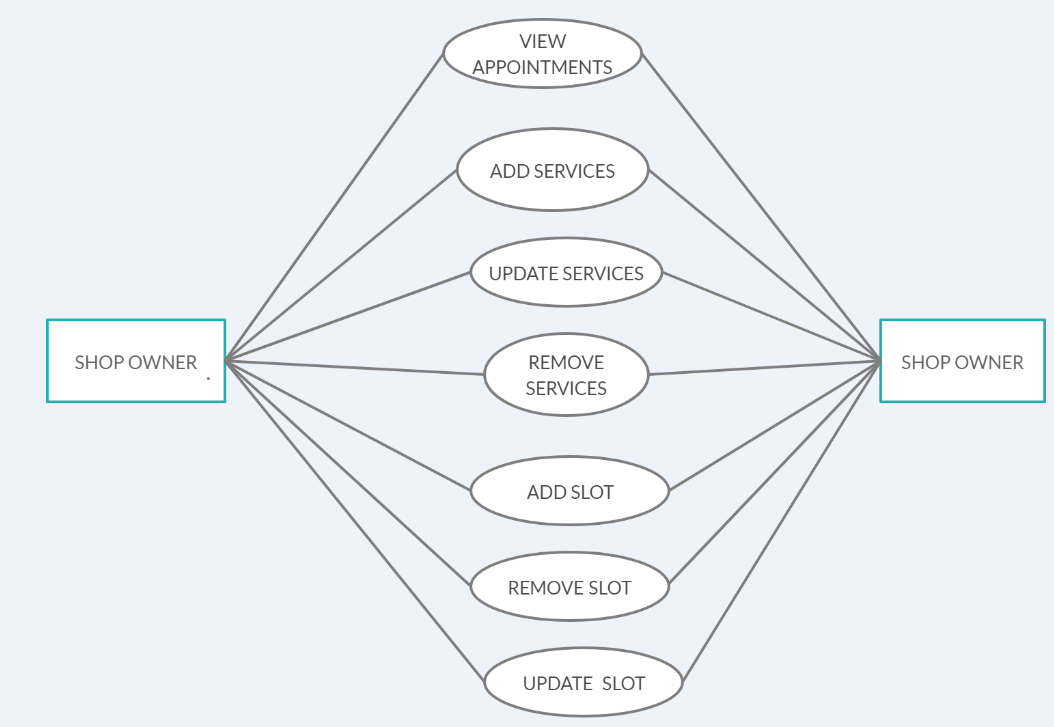 VIEW
APPOINTMENTS
ADD SERVICES
UPDATE SERVICES
SHOP OWNER .
REMOVE
SERVICES
SHOP OWNER
ADD SLOT
REMOVE SLOT
UPDATE SLOT